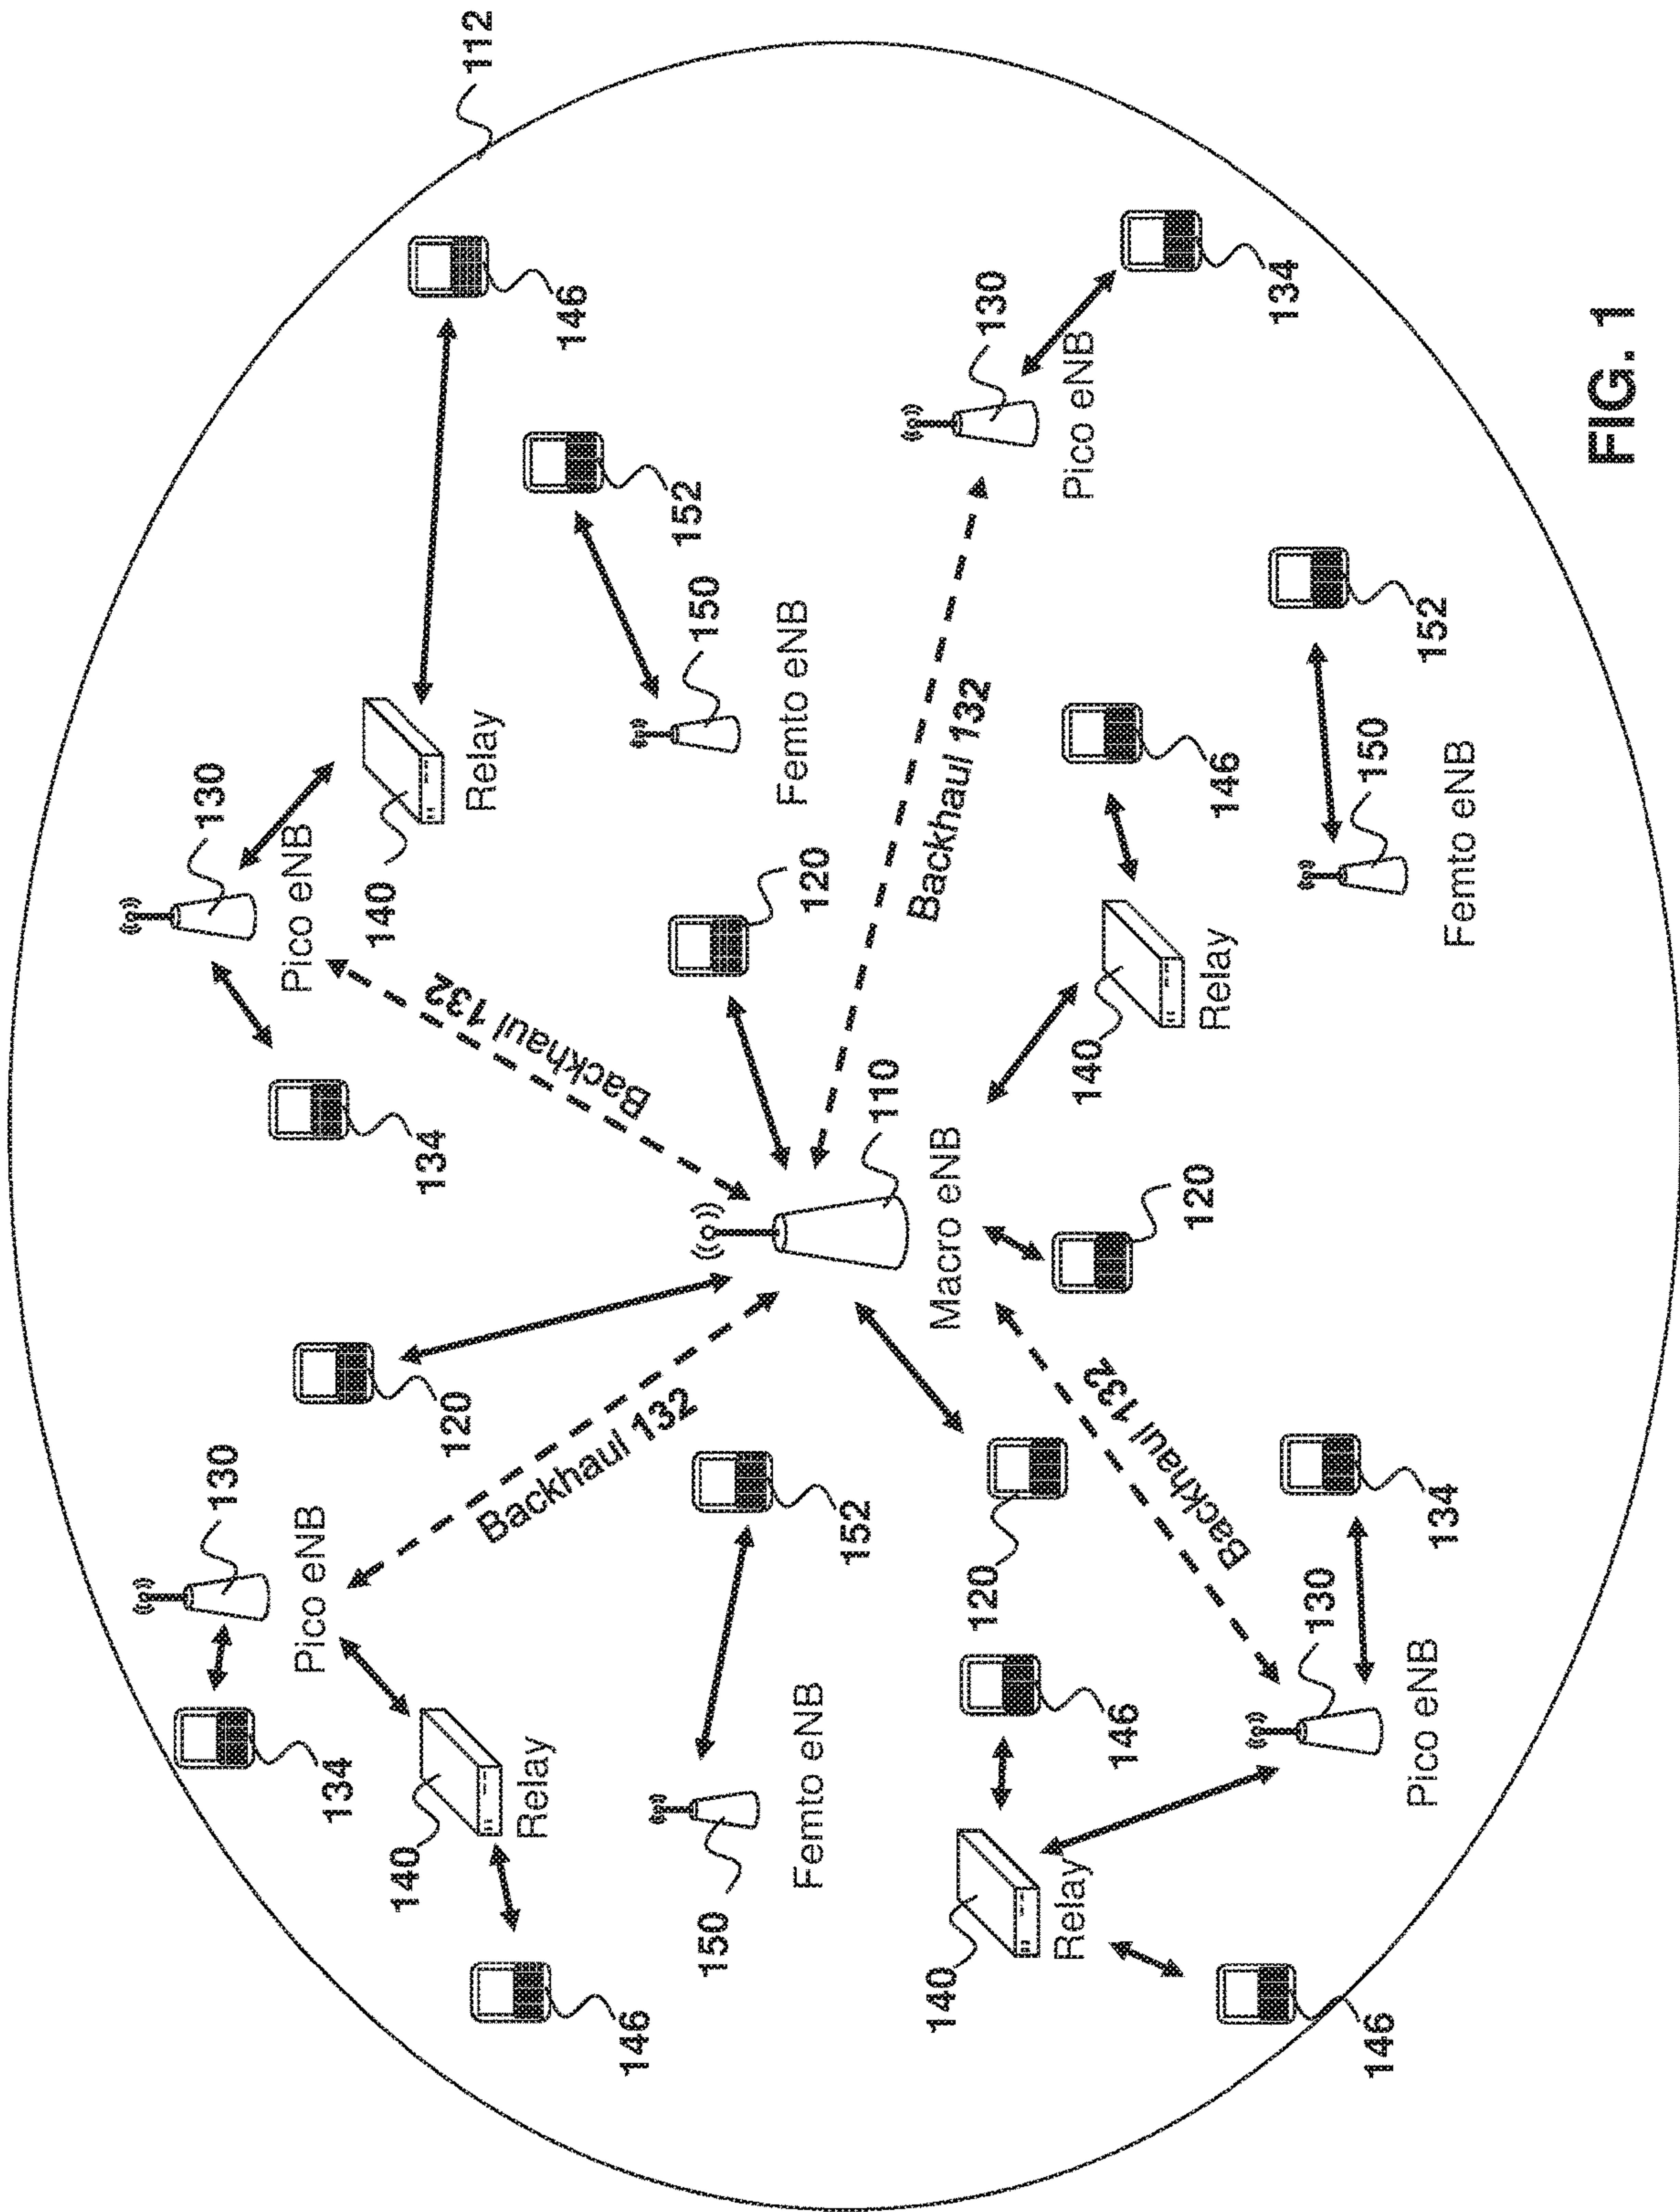 112
130
130
Pico eNB
Pico eNB
134
140
140
134
120
Relay
Relay
Backhaul 132
146
Backhaul 132
146
152
150
150
Femto eNB
Femto eNB
120
152
110
Macro eNB
Backhaul 132
130
140
120
Relay
Pico eNB
140
146
Backhaul 132
120
Relay
146
134
130
150
152
Pico eNB
134
146
Femto eNB
FIG. 1